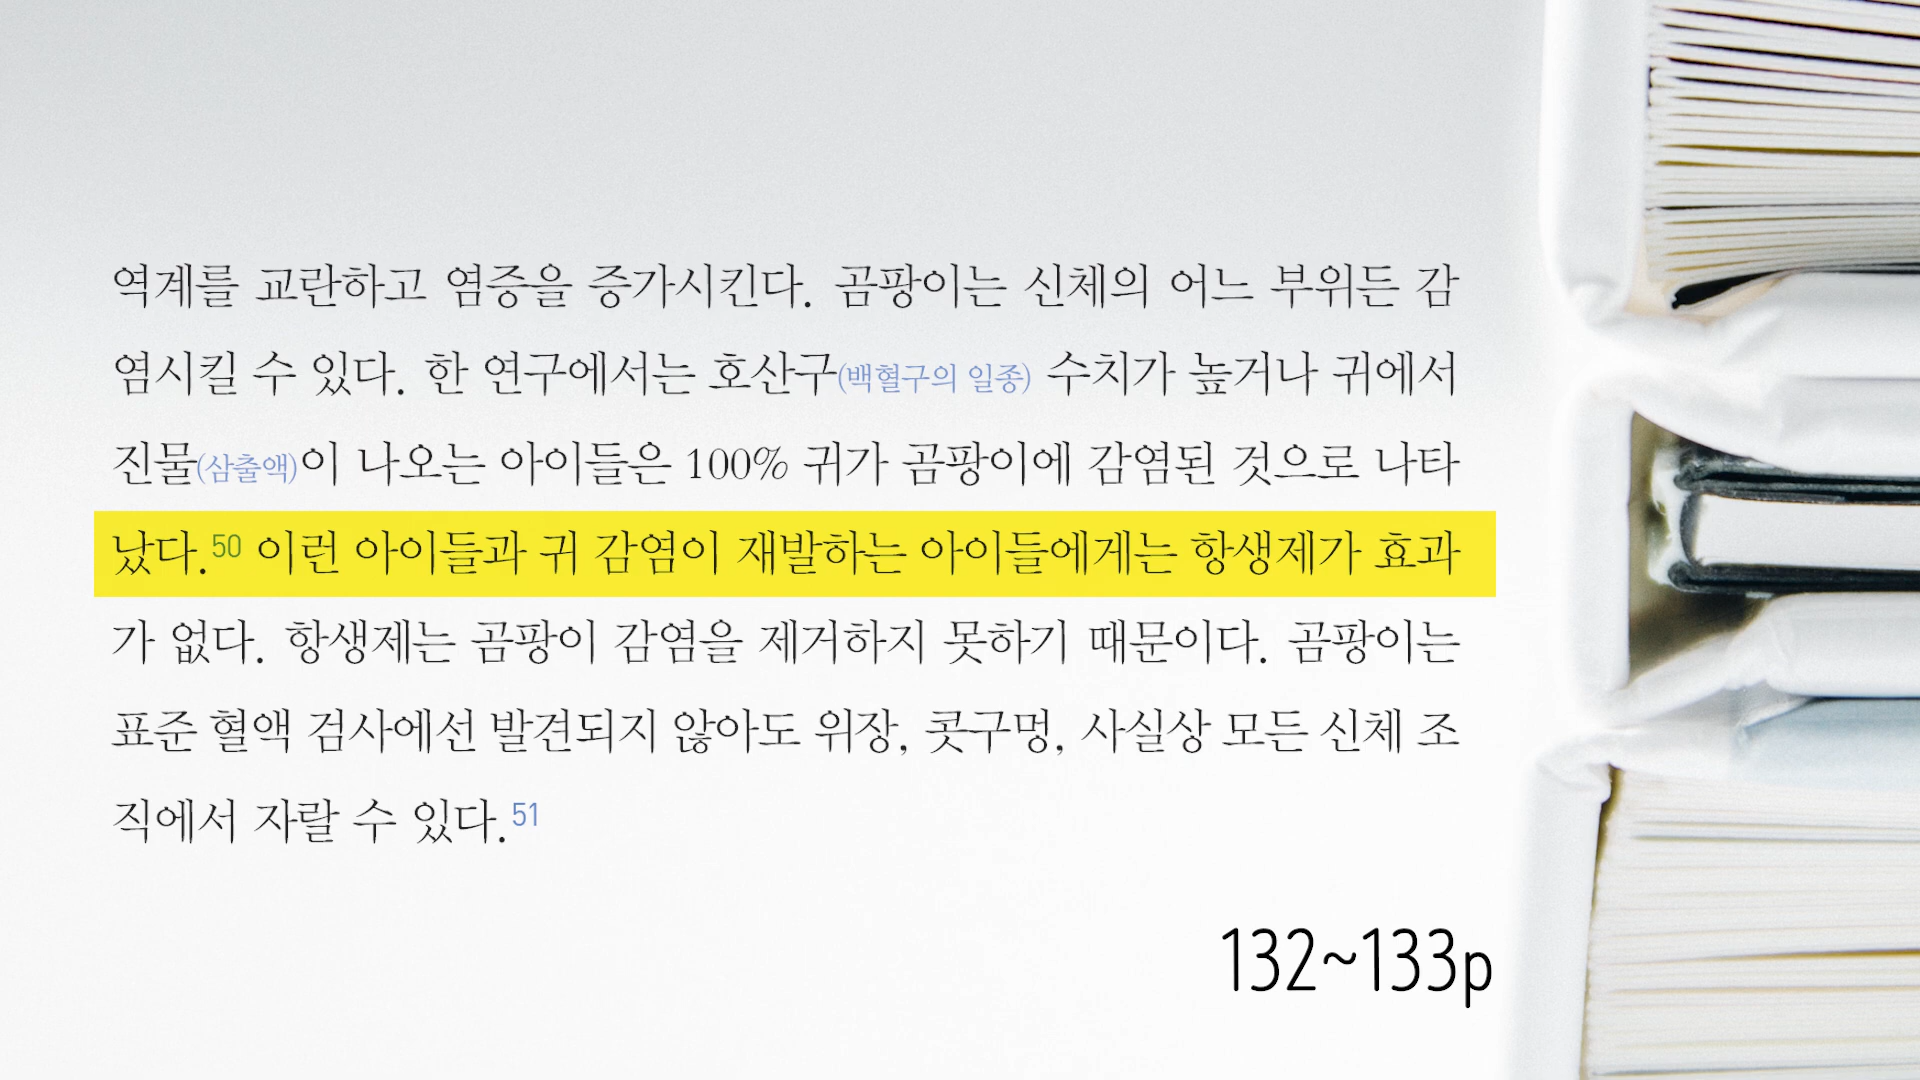 역계를 교란하고 염증을 증가시킨다. 곰팡이는 신체의 어느 부위든 감
염시킬 수 있다. 한 연구에서는 호산구(백혈구의 일종) 수치가 높거나 귀에서
진물(삼출액)이 나오는 아이들은 100% 귀가 곰팡이에 감염된 것으로 나타
났다.50 이런 아이들과 귀 감염이 재발하는 아이들에게는 항생제가 효과
가 없다. 항생제는 곰팡이 감염을 제거하지 못하기 때문이다. 곰팡이는
표준 혈액 검사에선 발견되지 않아도 위장, 콧구멍, 사실상 모든 신체 조
직에서 자랄 수 있다.51
132~133p